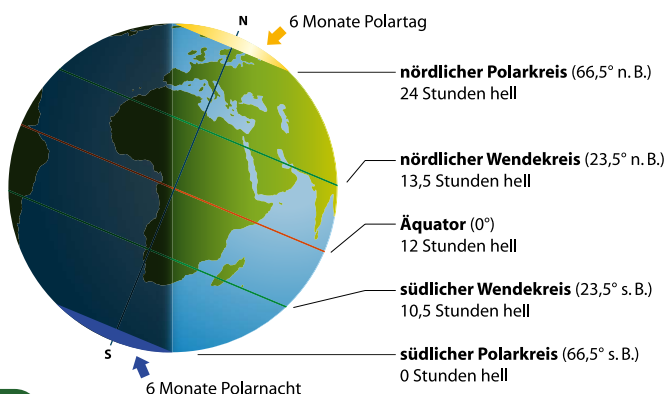 N
6 Monate Polartag
nördlicher Polarkreis (66,5° n. B.)
24 Stunden hell
nördlicher Wendekreis (23,5° n. B.)
13,5 Stunden hell
Äquator (0°)
12 Stunden hell
südlicher Wendekreis (23,5° s. B.)
10,5 Stunden hell
südlicher Polarkreis (66,5° s. B.)
0 Stunden hell
S
6 Monate Polarnacht